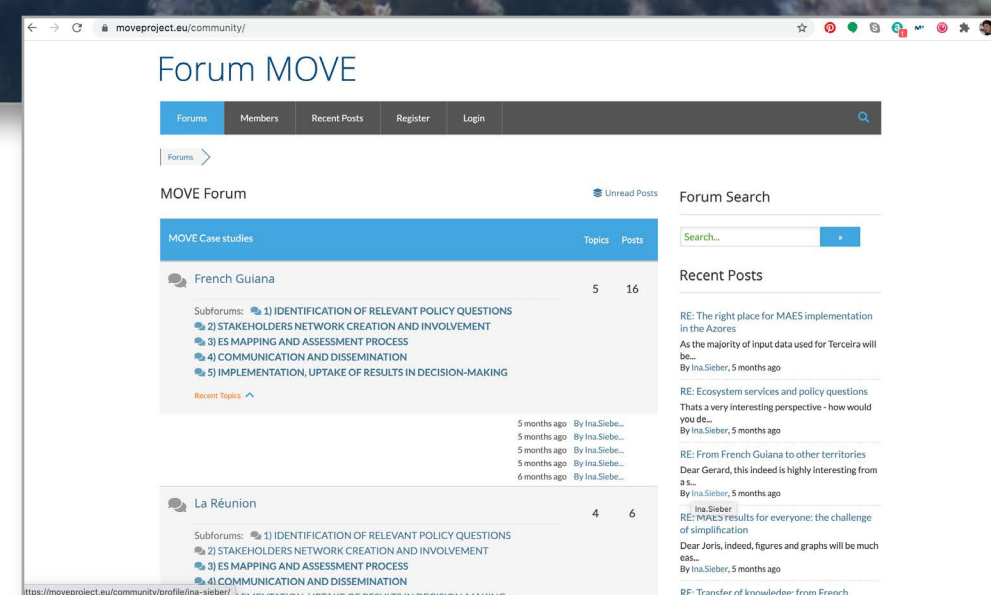 moveproject.eu/community/
Forum MOVE
Forums Members Recent Posts Register Login
Forums
MOVE Forum
Unread Posts
MOVE Case studies Topics Posts
French Guiana 5 16
Subforums: 1) IDENTIFICATION OF RELEVANT POLICY QUESTIONS
2) STAKEHOLDERS NETWORK CREATION AND INVOLVEMENT
3) ES MAPPING AND ASSESSMENT PROCESS
4) COMMUNICATION AND DISSEMINATION
5) IMPLEMENTATION, UPTAKE OF RESULTS IN DECISION-MAKING
Recent Topics
5 months ago By Ina.Siebe...
5 months ago By Ina.Siebe...
5 months ago By Ina.Siebe...
5 months ago By Ina.Siebe...
6 months ago By Ina.Siebe...
La Réunion 4 6
Subforums: 1) IDENTIFICATION OF RELEVANT POLICY QUESTIONS
2) STAKEHOLDERS NETWORK CREATION AND INVOLVEMENT
3) ES MAPPING AND ASSESSMENT PROCESS
4) COMMUNICATION AND DISSEMINATION
ttps://moveproject.eu/community/profile/ina-sieber/
Forum Search
Search... »
Recent Posts
RE: The right place for MAES implementation
in the Azores
As the majority of input data used for Terceira will
be...
By Ina.Sieber, 5 months ago
RE: Ecosystem services and policy questions
Thats a very interesting perspective - how would
you de...
By Ina.Sieber, 5 months ago
RE: From French Guiana to other territories
Dear Gerard, this indeed is highly interesting from
a s...
By Ina.Sieber, 5 months ago
Ina.Sieber
RE: MAES results for everyone: the challenge
of simplification
Dear Joris, indeed, figures and graphs will be much
eas...
By Ina.Sieber, 5 months ago
RE: Transfer of knowledge: from French